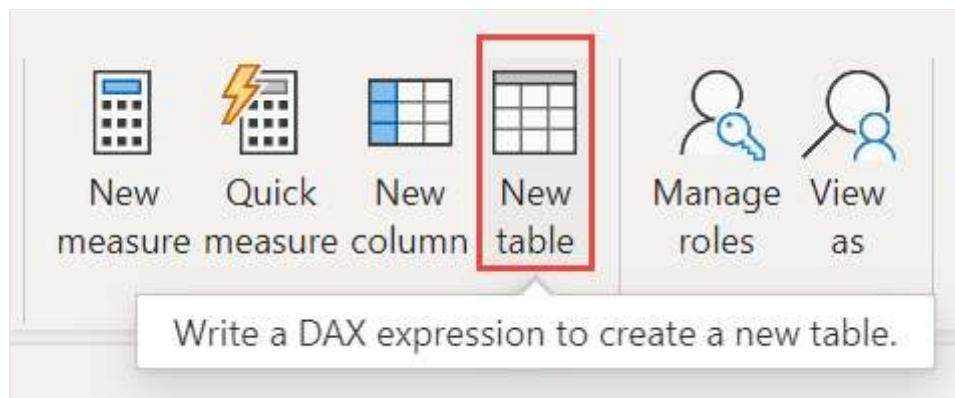 New Quick New New Manage View
measure measure column table roles as
Write a DAX expression to create a new table.